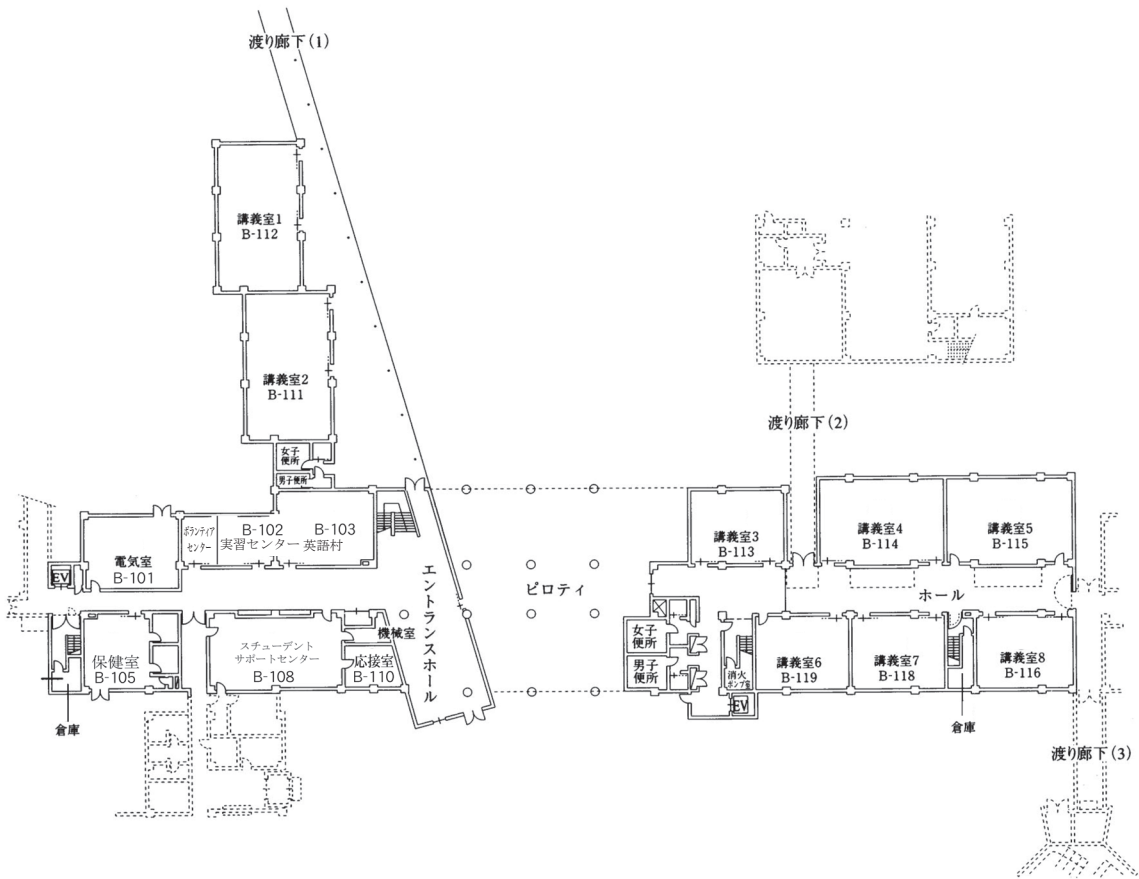 渡り廊下(1)
講義室1
B-112
講義室2
B-111
渡り廊下(2)
女子
便所
男子便所
ボランティア
センター
B-102
実習センター
B-103
英語村
電気室
B-101
EV
講義室3
B-113
講義室4
B-114
講義室5
B-115
エントランスホール
ピロティ
ホール
機械室
保健室
B-105
スチューデント
サポートセンター
B-108
応接室
B-110
女子
便所
男子
便所
消火
ポンプ室
EV
講義室6
B-119
講義室7
B-118
講義室8
B-116
倉庫
倉庫
渡り廊下(3)